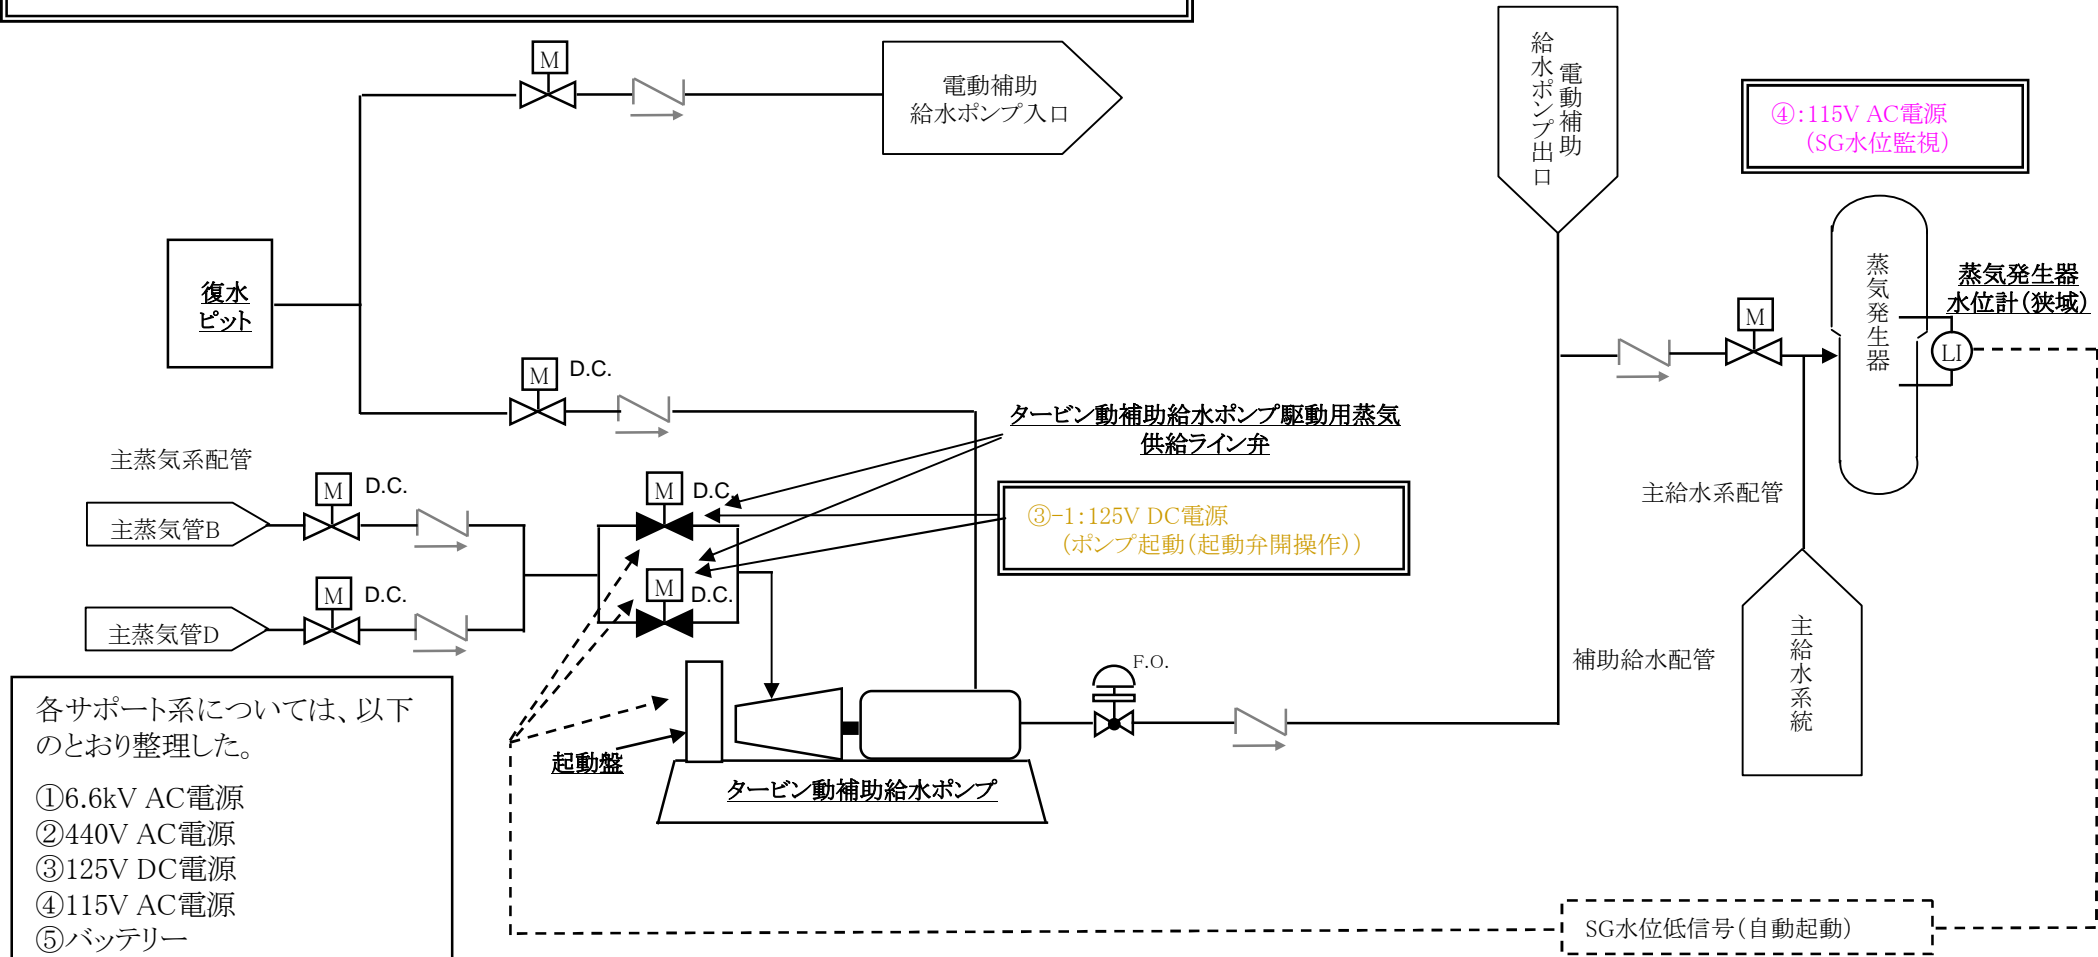 M
電動補助
給水ポンプ入口
電動補助
給水ポンプ出口
④:115V AC電源
(SG水位監視)
復水
ピット
蒸気発生器
蒸気発生器
水位計(狭域)
M
LI
M
D.C.
タービン動補助給水ポンプ駆動用蒸気
供給ライン弁
主蒸気系配管
M
D.C.
主蒸気管B
M
D.C.
③-1:125V DC電源
(ポンプ起動(起動弁開操作))
主給水系配管
M
D.C.
主蒸気管D
M
D.C.
F.O.
補助給水配管
主給水系統
起動盤
タービン動補助給水ポンプ
各サポート系については、以下
のとおり整理した。
①6.6kV AC電源
②440V AC電源
③125V DC電源
④115V AC電源
⑤バッテリー
SG水位低信号(自動起動)